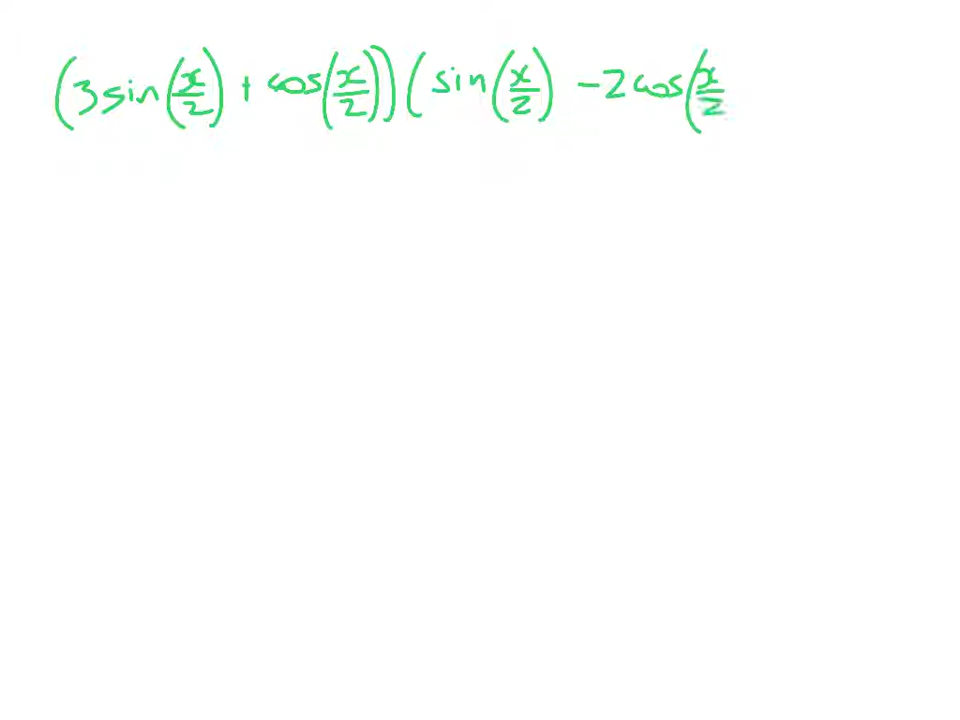 (3sin(x/2) + cos(x/2))(sin(x/2) - 2cos(x/2